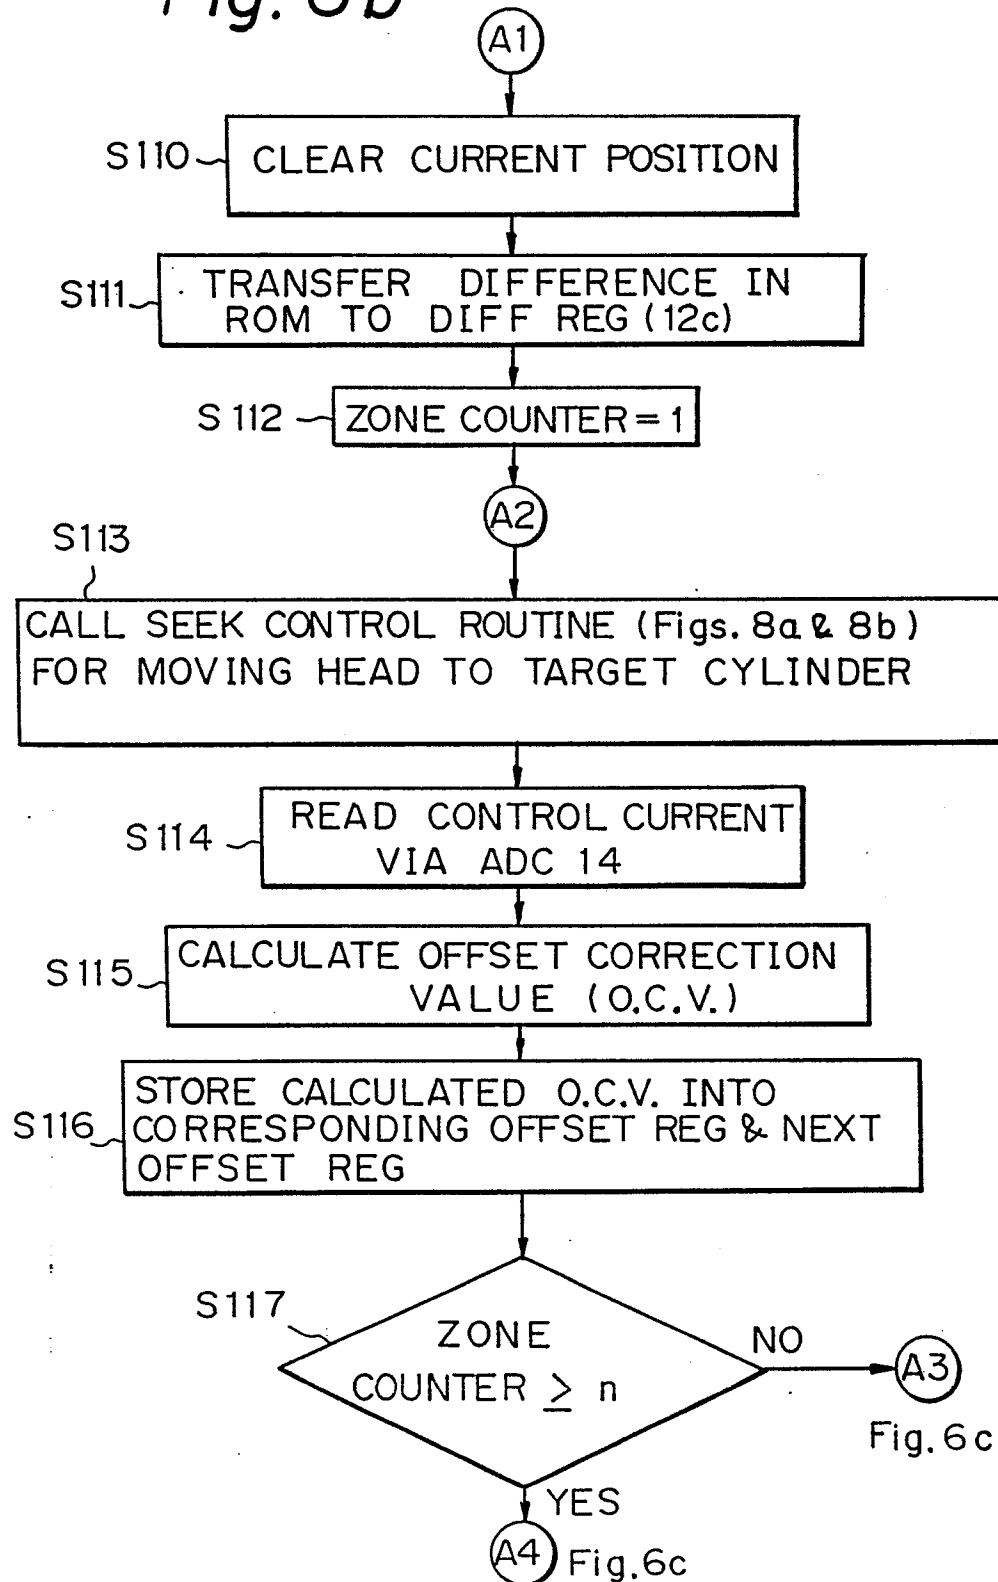 A1
S110
CLEAR CURRENT POSITION
S111
TRANSFER DIFFERENCE IN
ROM TO DIFF REG (12c)
S112
ZONE COUNTER = 1
A2
S113
CALL SEEK CONTROL ROUTINE (Figs. 8a & 8b)
FOR MOVING HEAD TO TARGET CYLINDER
S114
READ CONTROL CURRENT
VIA ADC 14
S115
CALCULATE OFFSET CORRECTION
VALUE (O.C.V.)
S116
STORE CALCULATED O.C.V. INTO
CORRESPONDING OFFSET REG & NEXT
OFFSET REG
S117
ZONE
COUNTER ≥ n
NO
A3
Fig. 6c
YES
A4
Fig. 6c